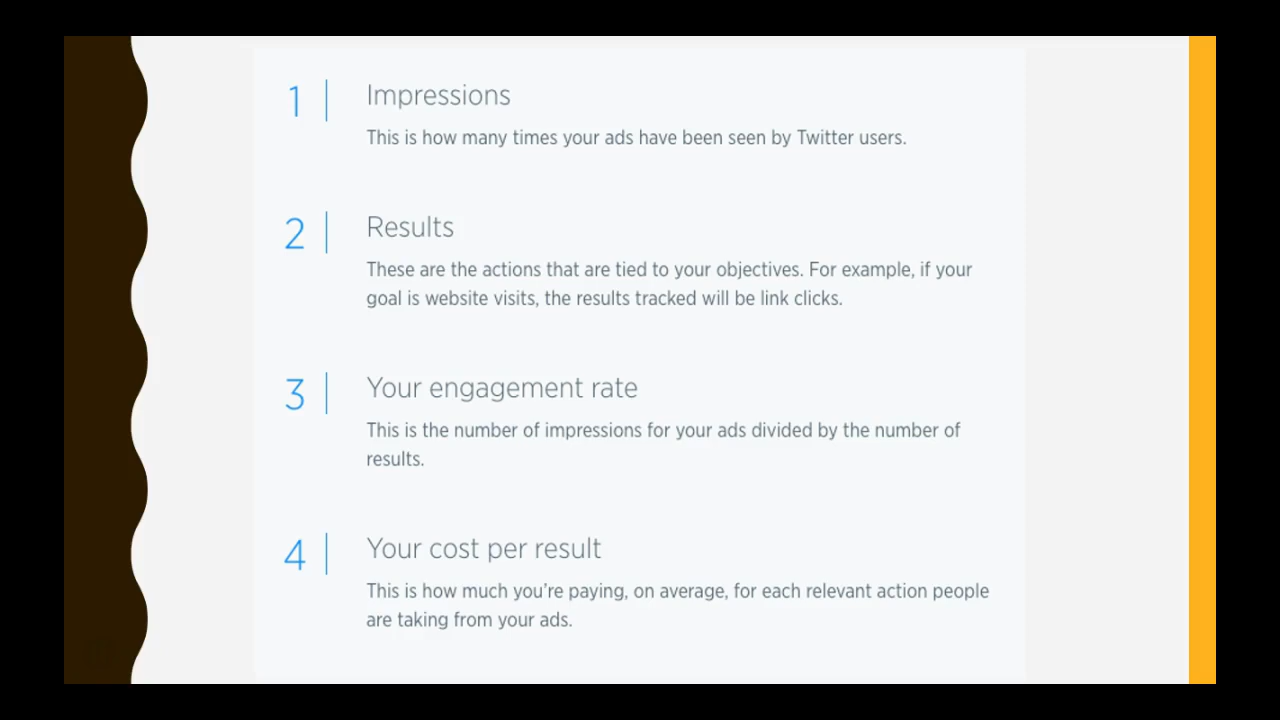 1
Impressions
This is how many times your ads have been seen by Twitter users.
2
Results
These are the actions that are tied to your objectives. For example, if your
goal is website visits, the results tracked will be link clicks.
3
Your engagement rate
This is the number of impressions for your ads divided by the number of
results.
4
Your cost per result
This is how much you're paying, on average, for each relevant action people
are taking from your ads.